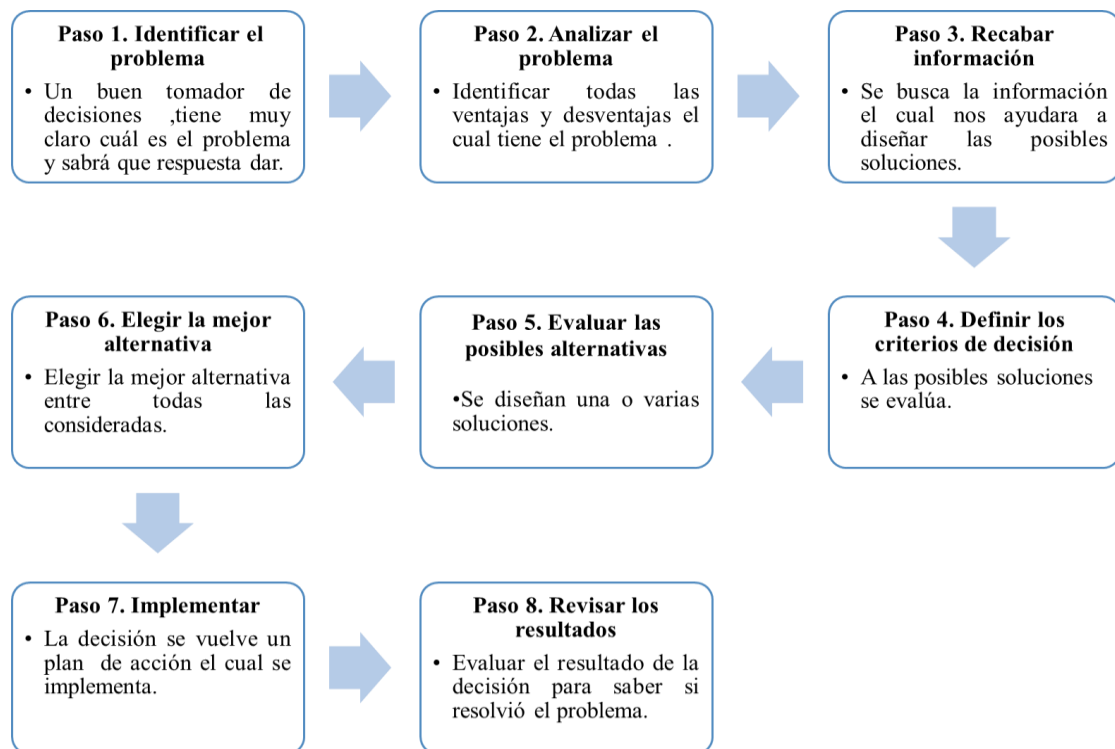 Paso 1. Identificar el
problema
• Un buen tomador de
decisiones ,tiene muy
claro cuál es el problema
y sabrá que respuesta dar.
Paso 2. Analizar el
problema
• Identificar todas las
ventajas y desventajas el
cual tiene el problema .
Paso 3. Recabar
información
• Se busca la información
el cual nos ayudara a
diseñar las posibles
soluciones.
Paso 4. Definir los
criterios de decisión
• A las posibles soluciones
se evalúa.
Paso 5. Evaluar las
posibles alternativas
•Se diseñan una o varias
soluciones.
Paso 6. Elegir la mejor
alternativa
• Elegir la mejor alternativa
entre todas las
consideradas.
Paso 7. Implementar
• La decisión se vuelve un
plan de acción el cual se
implementa.
Paso 8. Revisar los
resultados
• Evaluar el resultado de la
decisión para saber si
resolvió el problema.